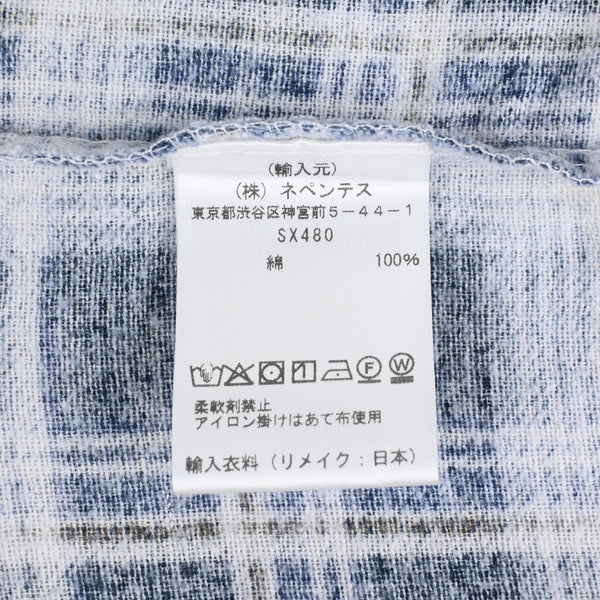 (輸入元)
(株) ネペンテス
東京都渋谷区神宮前5-44-1
SX480
綿 100%
柔軟剤禁止
アイロン掛けはあて布使用
輸入衣料 (リメイク:日本)